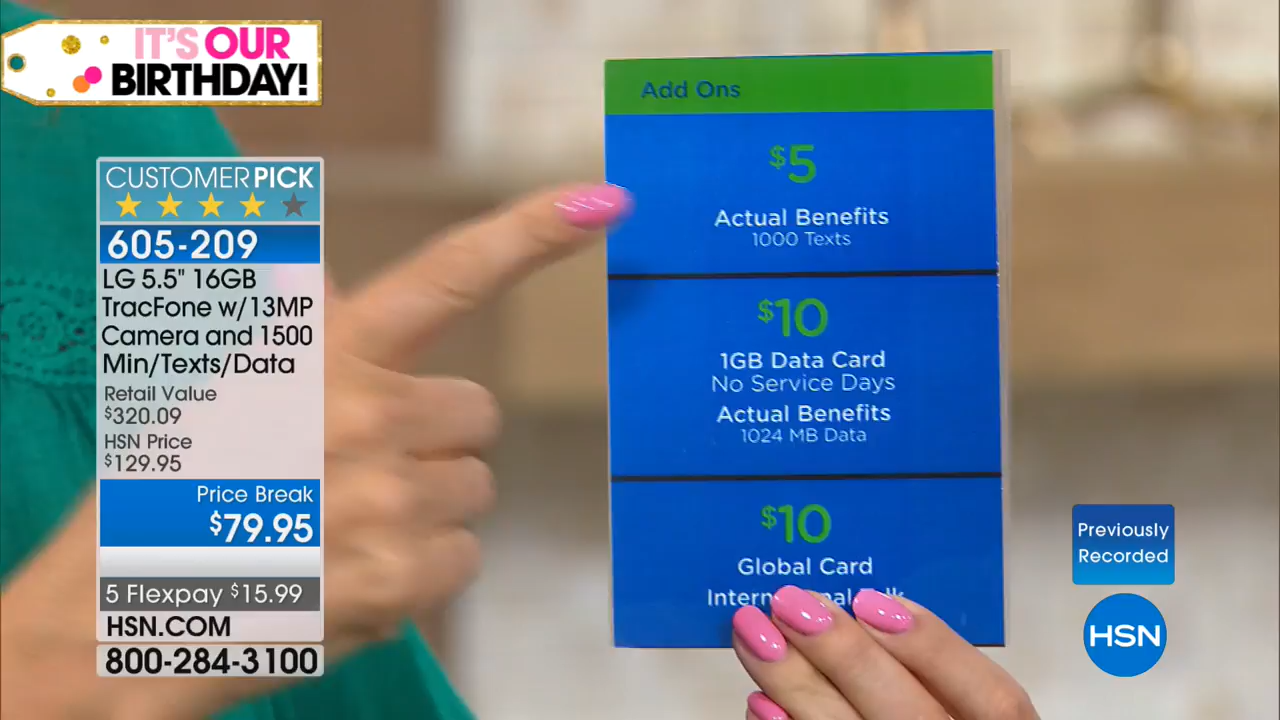 IT'S OUR
BIRTHDAY!
CUSTOMER PICK
605-209
LG 5.5" 16GB
TracFone w/13MP
Camera and 1500
Min/Texts/Data
Retail Value
$320.09
HSN Price
$129.95
Price Break
$79.95
5 Flexpay $15.99
HSN.COM
800-284-3100
Add Ons
$5
Actual Benefits
1000 Texts
$10
1GB Data Card
No Service Days
Actual Benefits
1024 MB Data
$10
Global Card
Previously
Recorded
HSN